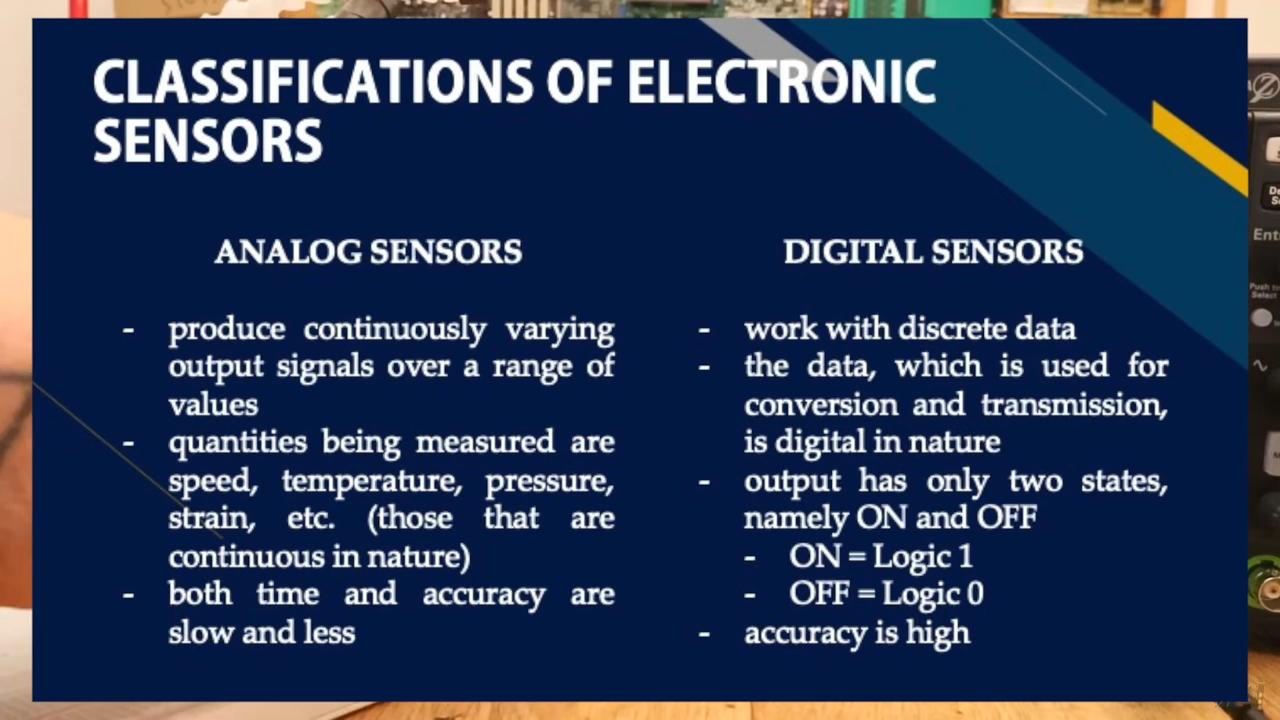 CLASSIFICATIONS OF ELECTRONIC
SENSORS
ANALOG SENSORS
- produce continuously varying
output signals over a range of
values
- quantities being measured are
speed, temperature, pressure,
strain, etc. (those that are
continuous in nature)
- both time and accuracy are
slow and less
DIGITAL SENSORS
- work with discrete data
- the data, which is used for
conversion and transmission,
is digital in nature
- output has only two states,
namely ON and OFF
- ON = Logic 1
- OFF = Logic 0
- accuracy is high